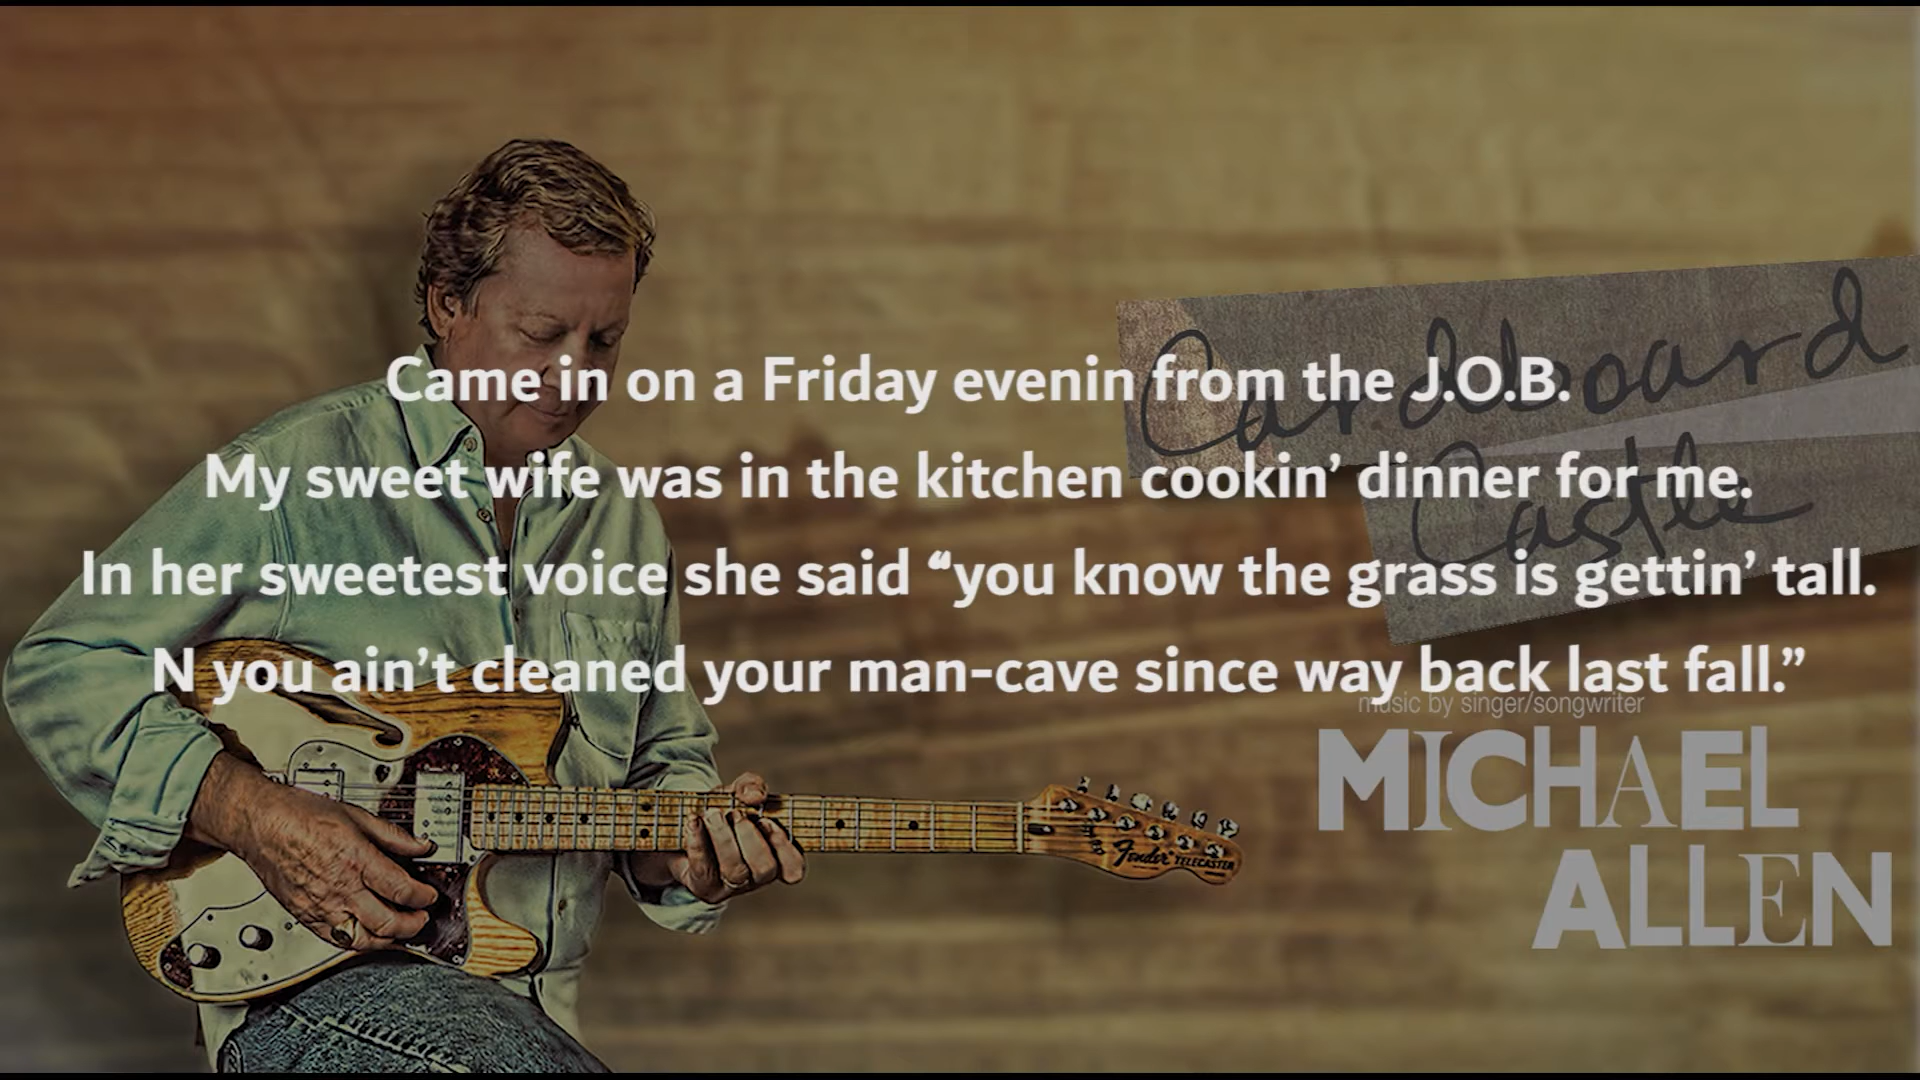 Came in on a Friday evenin from the J.O.B.
My sweet wife was in the kitchen cookin’ dinner for me.
In her sweetest voice she said “you know the grass is gettin’ tall.
N you ain’t cleaned your man-cave since way back last fall.”
Cardboard
Castle
music by singer/songwriter
MICHAEL
ALLEN
Fender TELECASTER